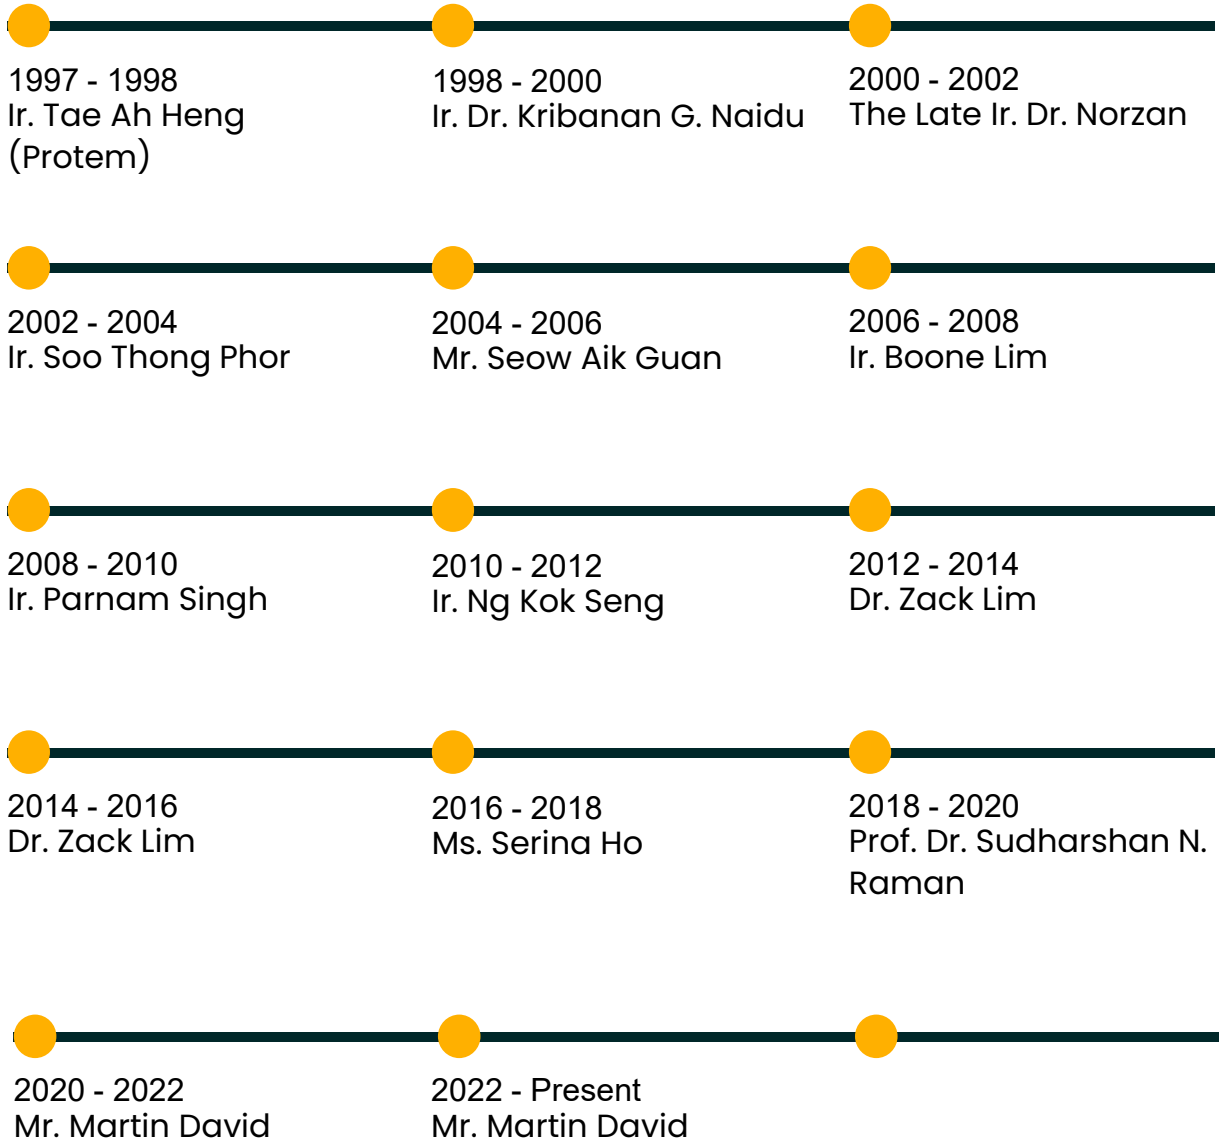 1997 - 1998
Ir. Tae Ah Heng
(Protem)
1998 - 2000
Ir. Dr. Kribanan G. Naidu
2000 - 2002
The Late Ir. Dr. Norzan
2002 - 2004
Ir. Soo Thong Phor
2004 - 2006
Mr. Seow Aik Guan
2006 - 2008
Ir. Boone Lim
2008 - 2010
Ir. Parnam Singh
2010 - 2012
Ir. Ng Kok Seng
2012 - 2014
Dr. Zack Lim
2014 - 2016
Dr. Zack Lim
2016 - 2018
Ms. Serina Ho
2018 - 2020
Prof. Dr. Sudharshan N.
Raman
2020 - 2022
Mr. Martin David
2022 - Present
Mr. Martin David